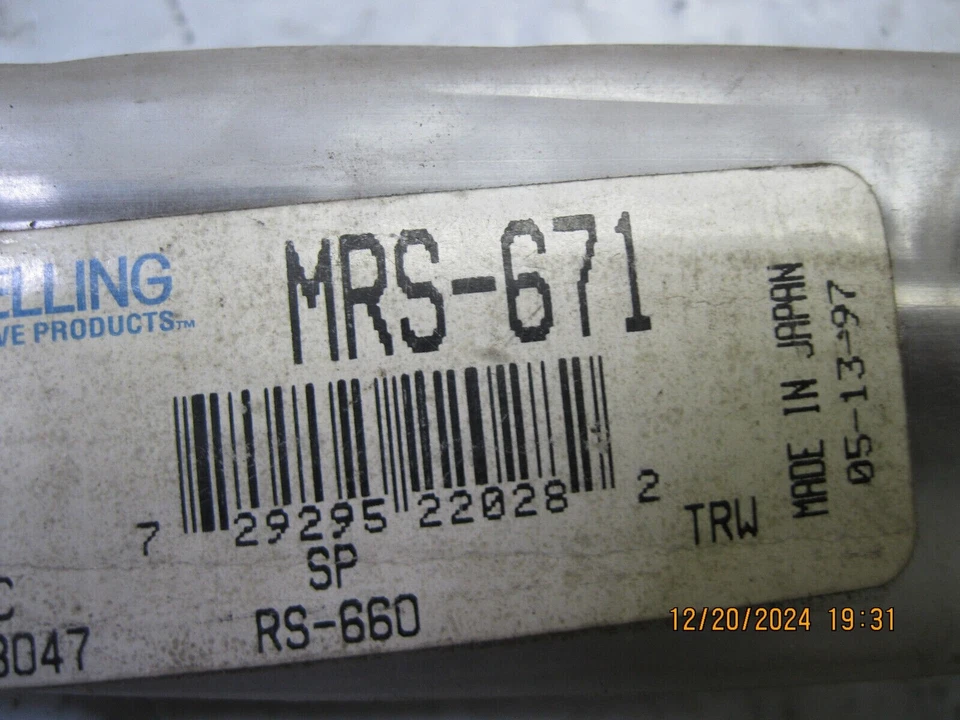 ELLING
VE PRODUCTS™
MRS-671
7 29295 22028 2
SP
RS-660
TRW
MADE IN JAPAN
05-13-97
C
3047
12/20/2024 19:31